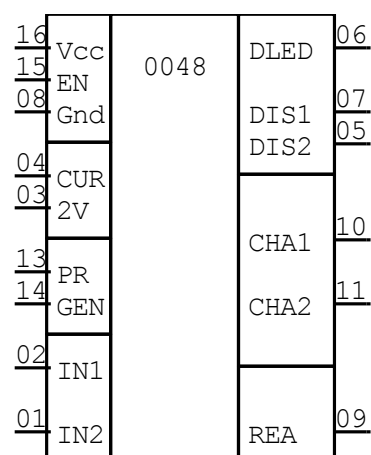 16 Vcc 0048 DLED 06
15 EN
08 Gnd DIS1 07
DIS2 05
04 CUR
03 2V
CHA1 10
13 PR
14 GEN CHA2 11
02 IN1
01 IN2 REA 09